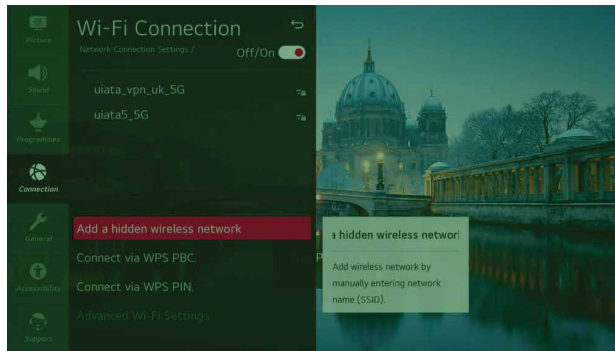 Picture
Sound
Programmes
Connection
General
Accessibility
Support
Wi-Fi Connection
Network Connection Settings /
Off/On
uiata_vpn_uk_5G
uiata5_5G
Add a hidden wireless network
Connect via WPS PBC.
Connect via WPS PIN.
Advanced Wi-Fi Settings
a hidden wireless networ
Add wireless network by
manually entering network
name (SSID).